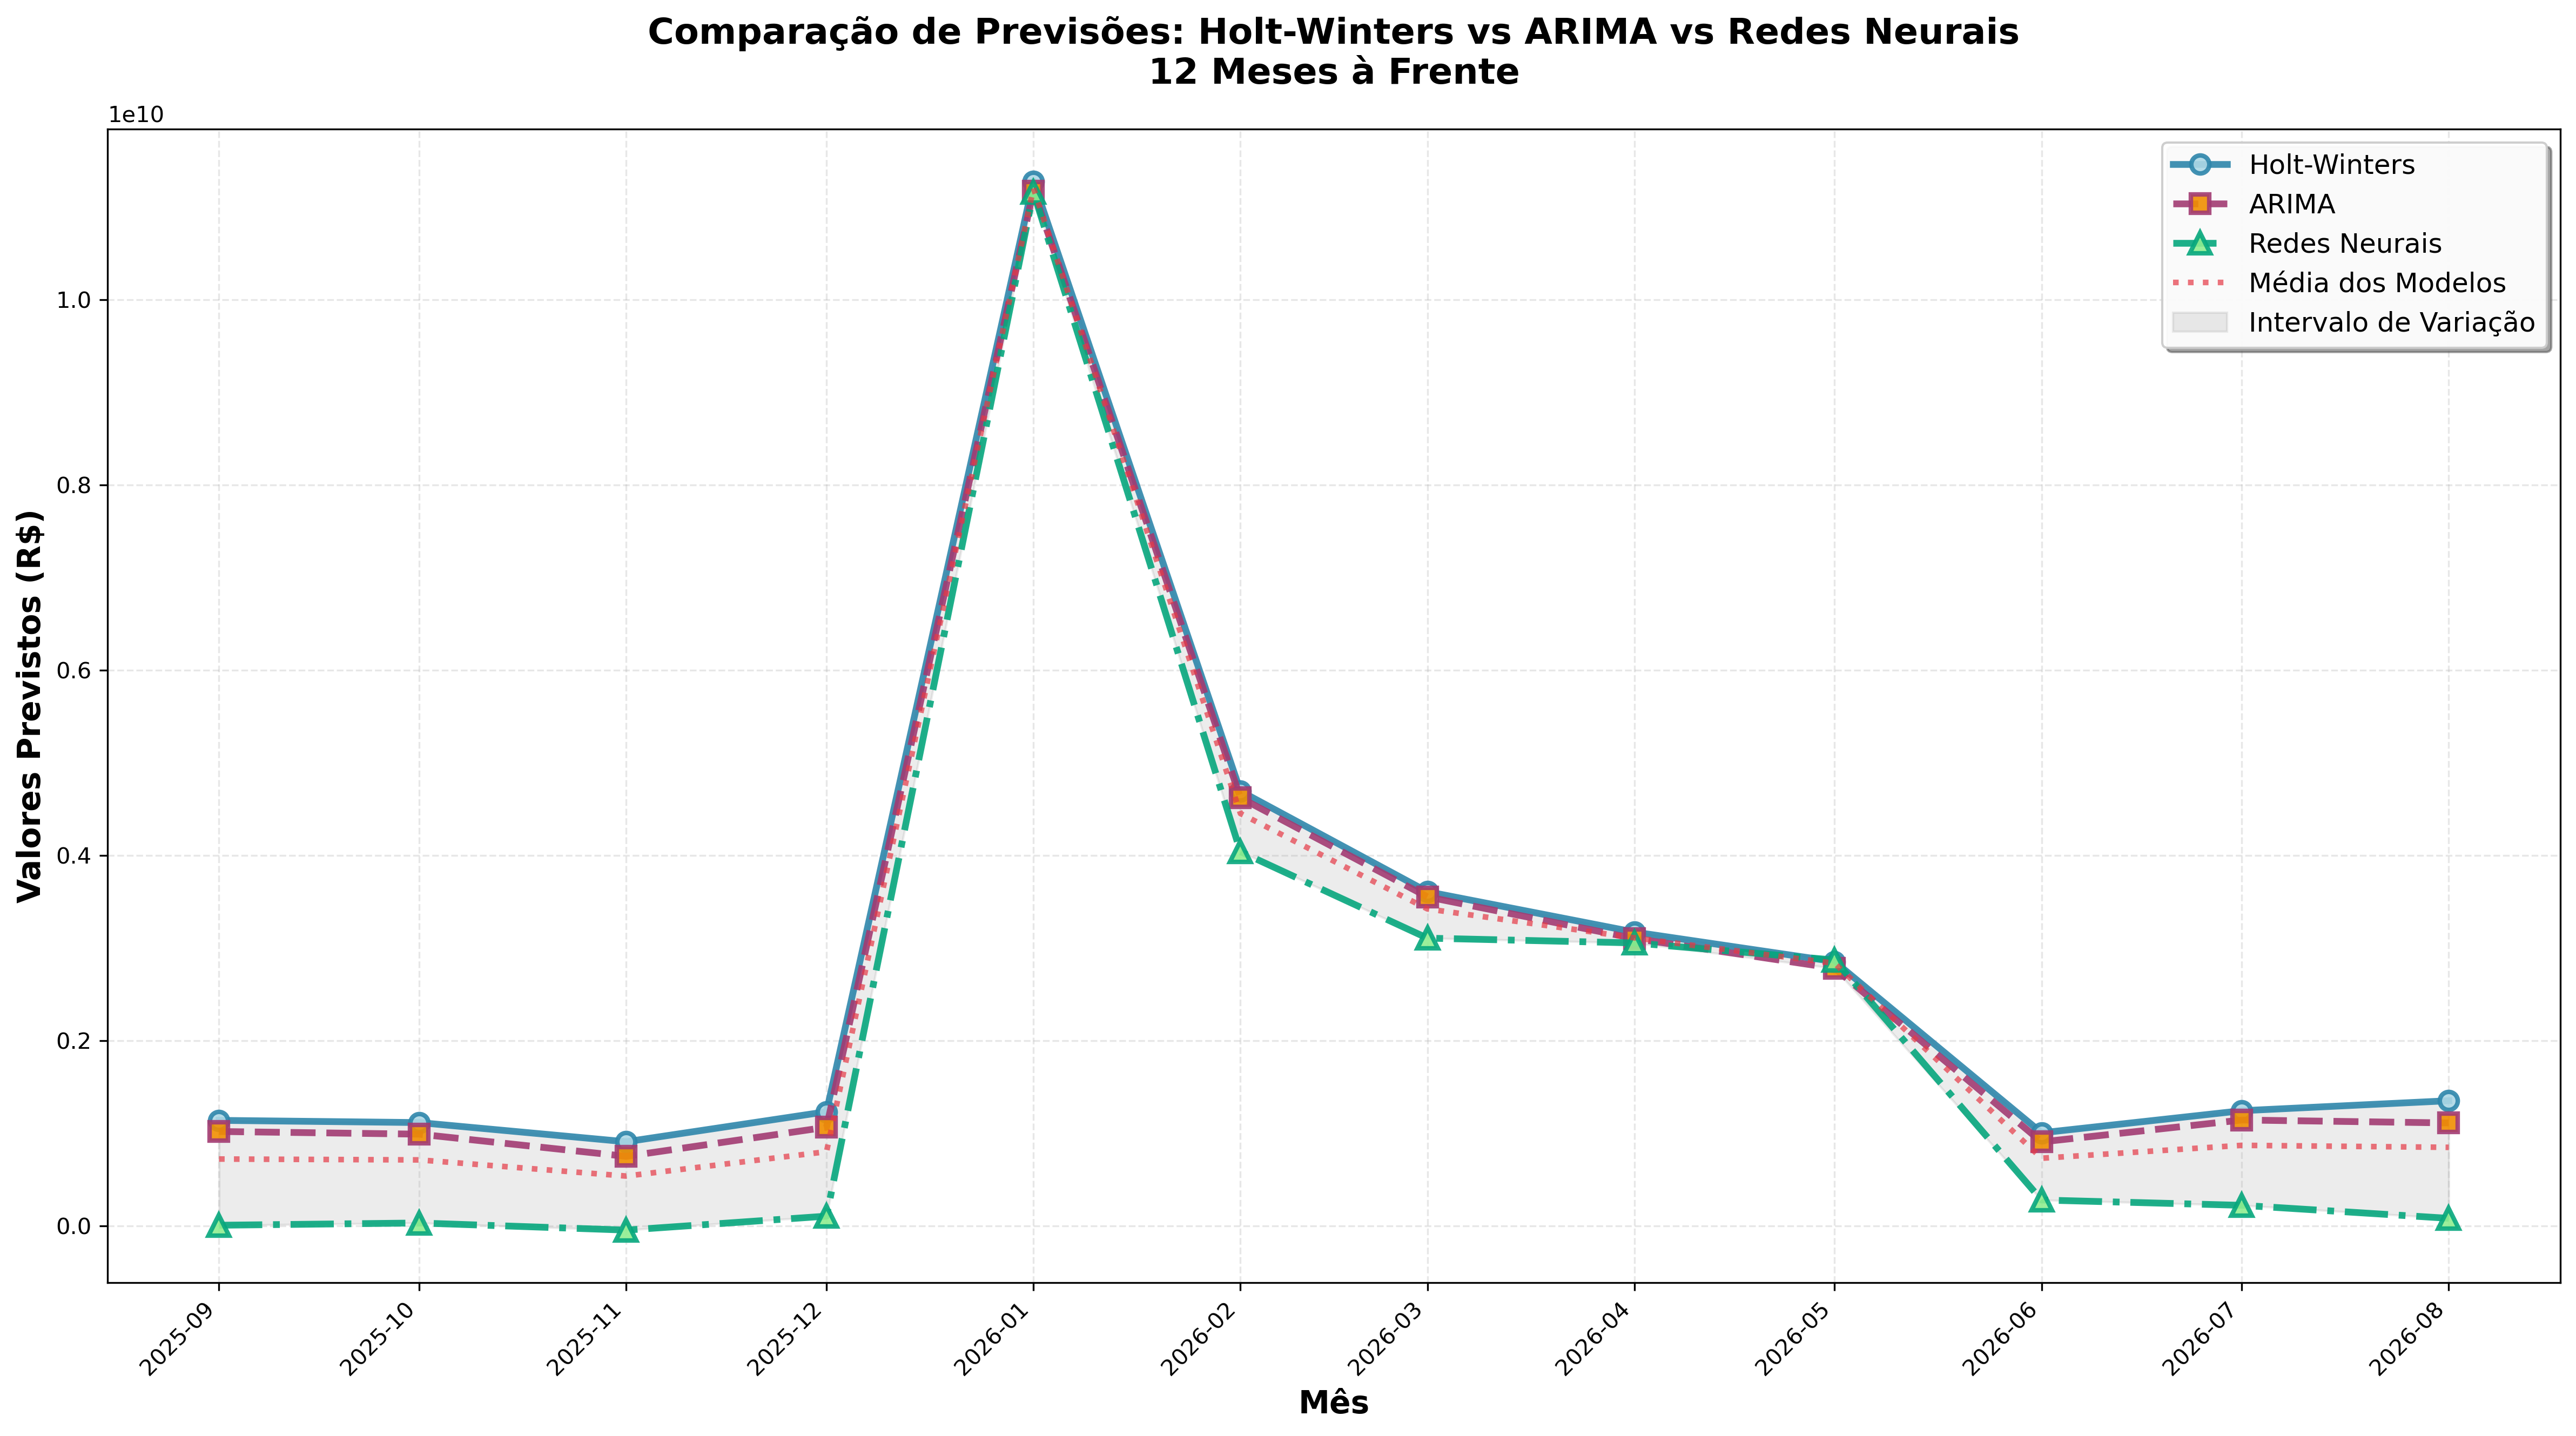 Comparação de Previsões: Holt-Winters vs ARIMA vs Redes Neurais
12 Meses à Frente
1e10
Holt-Winters
ARIMA
Redes Neurais
Média dos Modelos
Intervalo de Variação
Valores Previstos (R$)
1.0
0.8
0.6
0.4
0.2
0.0
2025-09
2025-10
2025-11
2025-12
2026-01
2026-02
2026-03
2026-04
2026-05
2026-06
2026-07
2026-08
Mês